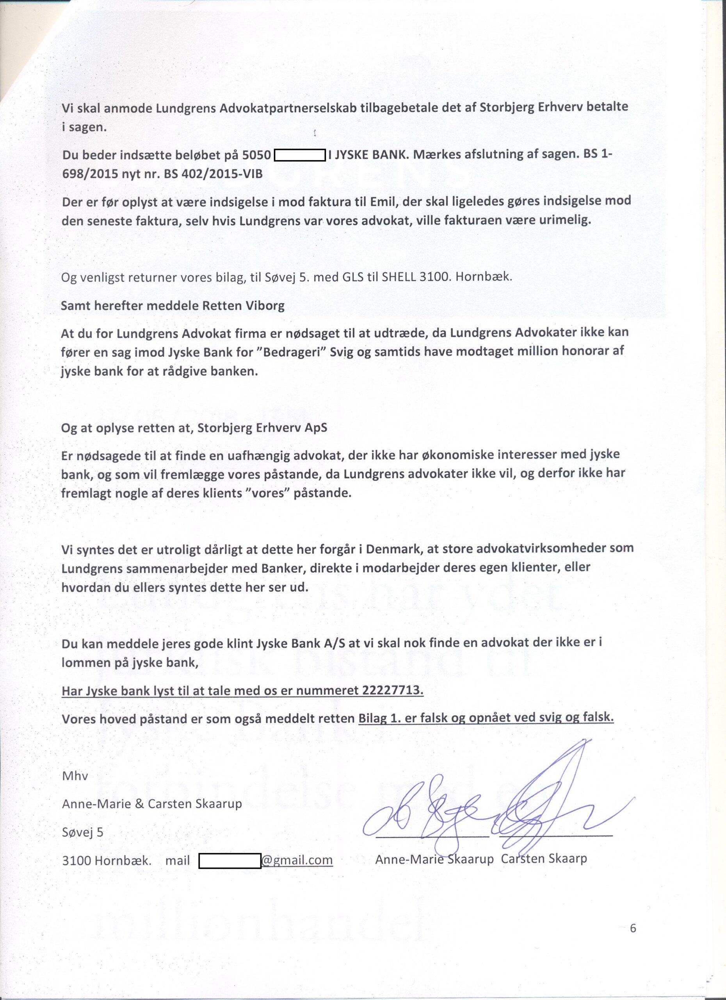 Vi skal anmode Lundgrens Advokatpartnerselskab tilbagebetale det af Storbjerg Erhverv betalte
i sagen.
Du beder indsætte beløbet på 5050 I JYSKE BANK. Mærkes afslutning af sagen. BS 1-
698/2015 nyt nr. BS 402/2015-VIB
Der er før oplyst at være indsigelse i mod faktura til Emil, der skal ligeledes gøres indsigelse mod
den seneste faktura, selv hvis Lundgrens var vores advokat, ville fakturaen være urimelig.
Og venligst returner vores bilag, til Søvej 5. med GLS til SHELL 3100. Hornbæk.
Samt herefter meddele Retten Viborg
At du for Lundgrens Advokat firma er nødsaget til at udtræde, da Lundgrens Advokater ikke kan
fører en sag imod Jyske Bank for ”Bedrageri” Svig og samtids have modtaget million honorar af
jyske bank for at rådgive banken.
Og at oplyse retten at, Storbjerg Erhverv ApS
Er nødsagede til at finde en uafhængig advokat, der ikke har økonomiske interesser med jyske
bank, og som vil fremlægge vores påstande, da Lundgrens advokater ikke vil, og derfor ikke har
fremlagt nogle af deres klients ”vores” påstande.
Vi syntes det er utroligt dårligt at dette her forgår i Denmark, at store advokatvirksomheder som
Lundgrens sammenarbejder med Banker, direkte i modarbejder deres egen klienter, eller
hvordan du ellers syntes dette her ser ud.
Du kan meddele jeres gode klint Jyske Bank A/S at vi skal nok finde en advokat der ikke er i
lommen på jyske bank,
Har Jyske bank lyst til at tale med os er nummeret 22227713.
Vores hoved påstand er som også meddelt retten Bilag 1. er falsk og opnået ved svig og falsk.
Mhv
Anne-Marie & Carsten Skaarup
Søvej 5
3100 Hornbæk. mail @gmail.com
Anne-Marie Skaarup Carsten Skaarp
6